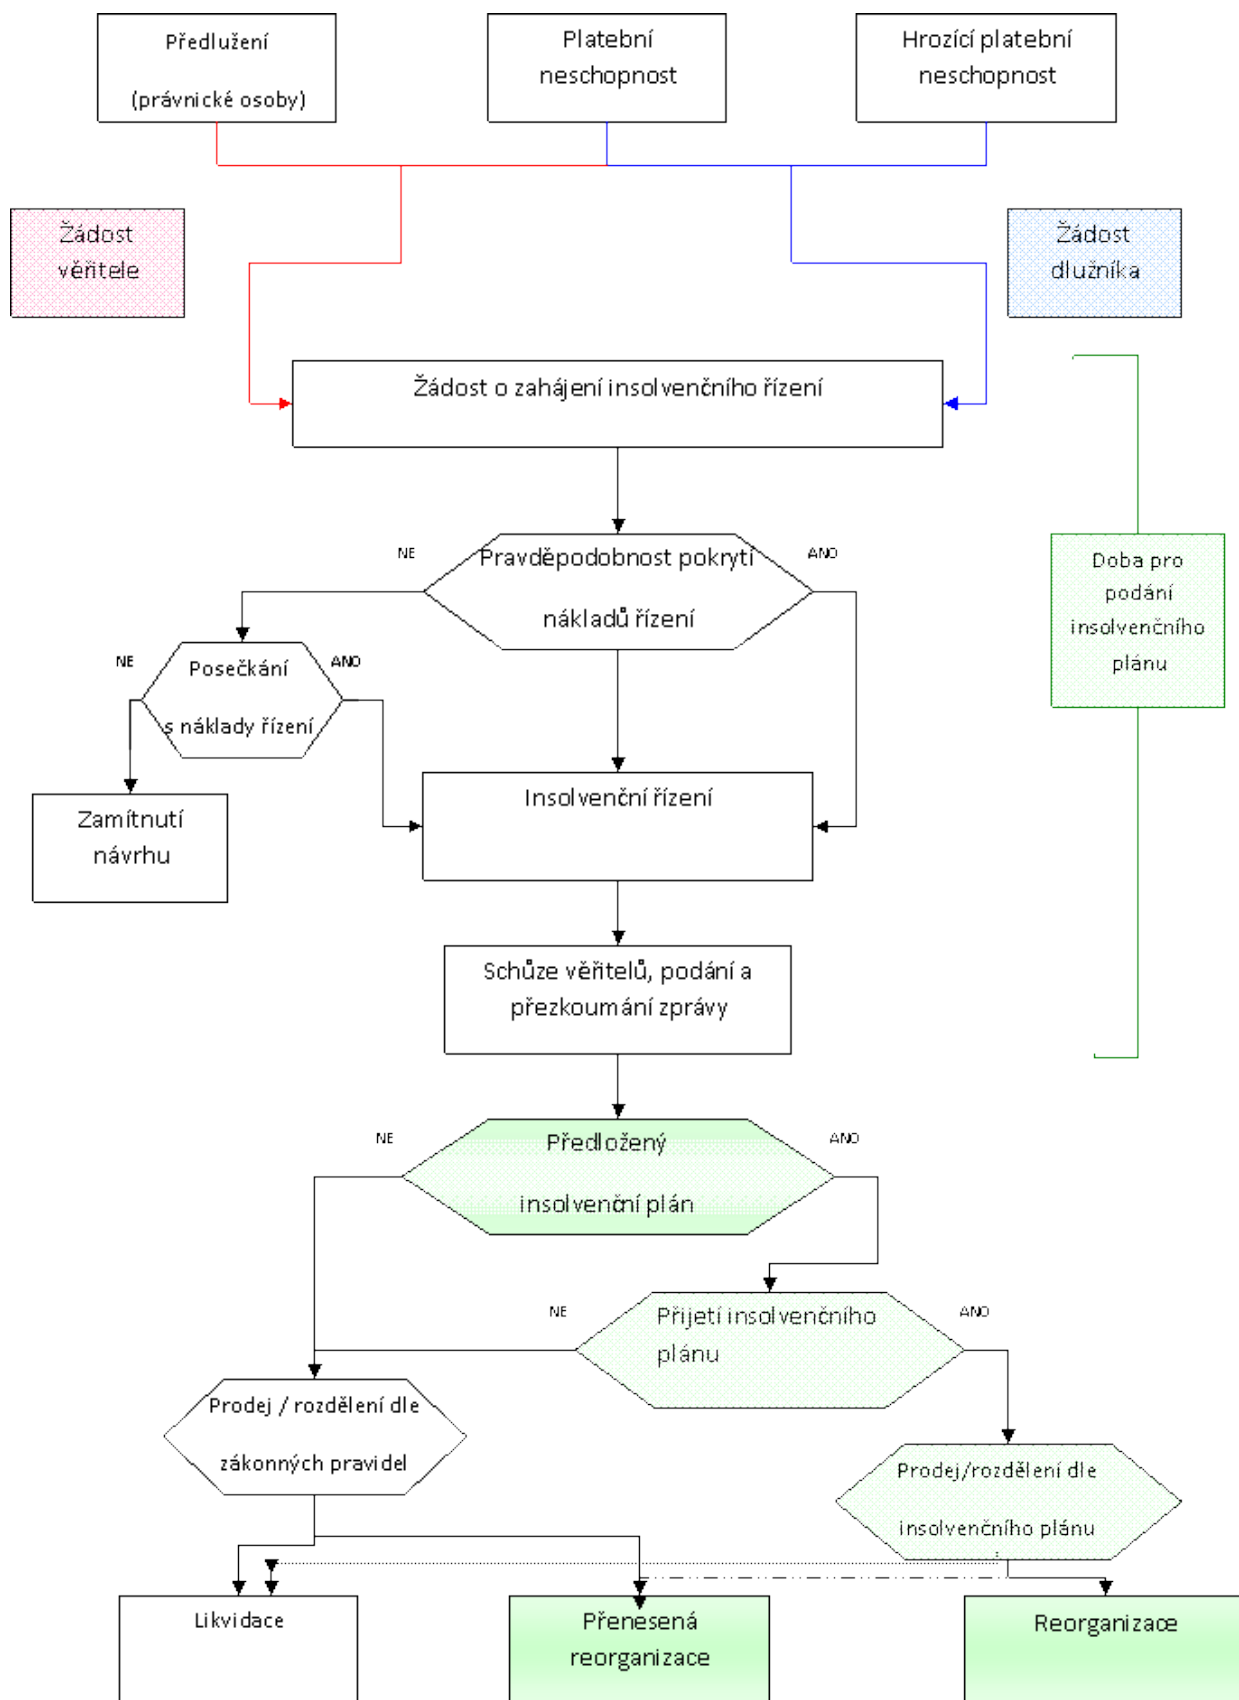 Předlužení
(právnické osoby)
Platební
neschopnost
Hrozící platební
neschopnost
Žádost
věřitele
Žádost
dlužníka
Žádost o zahájení insolvenčního řízení
NE
Pravděpodobnost pokrytí
nákladů řízení
ANO
Doba pro
podání
insolvenčního
plánu
NE
Posečkání
s náklady řízení
ANO
Insolvenční řízení
Zamítnutí
návrhu
Schůze věřitelů, podání a
přezkoumání zprávy
NE
Předložený
insolvenční plán
ANO
NE
Přijetí insolvenčního
plánu
ANO
Prodej / rozdělení dle
zákonných pravidel
Prodej/rozdělení dle
insolvenčního plánu
Likvidace
Přenesená
reorganizace
Reorganizace